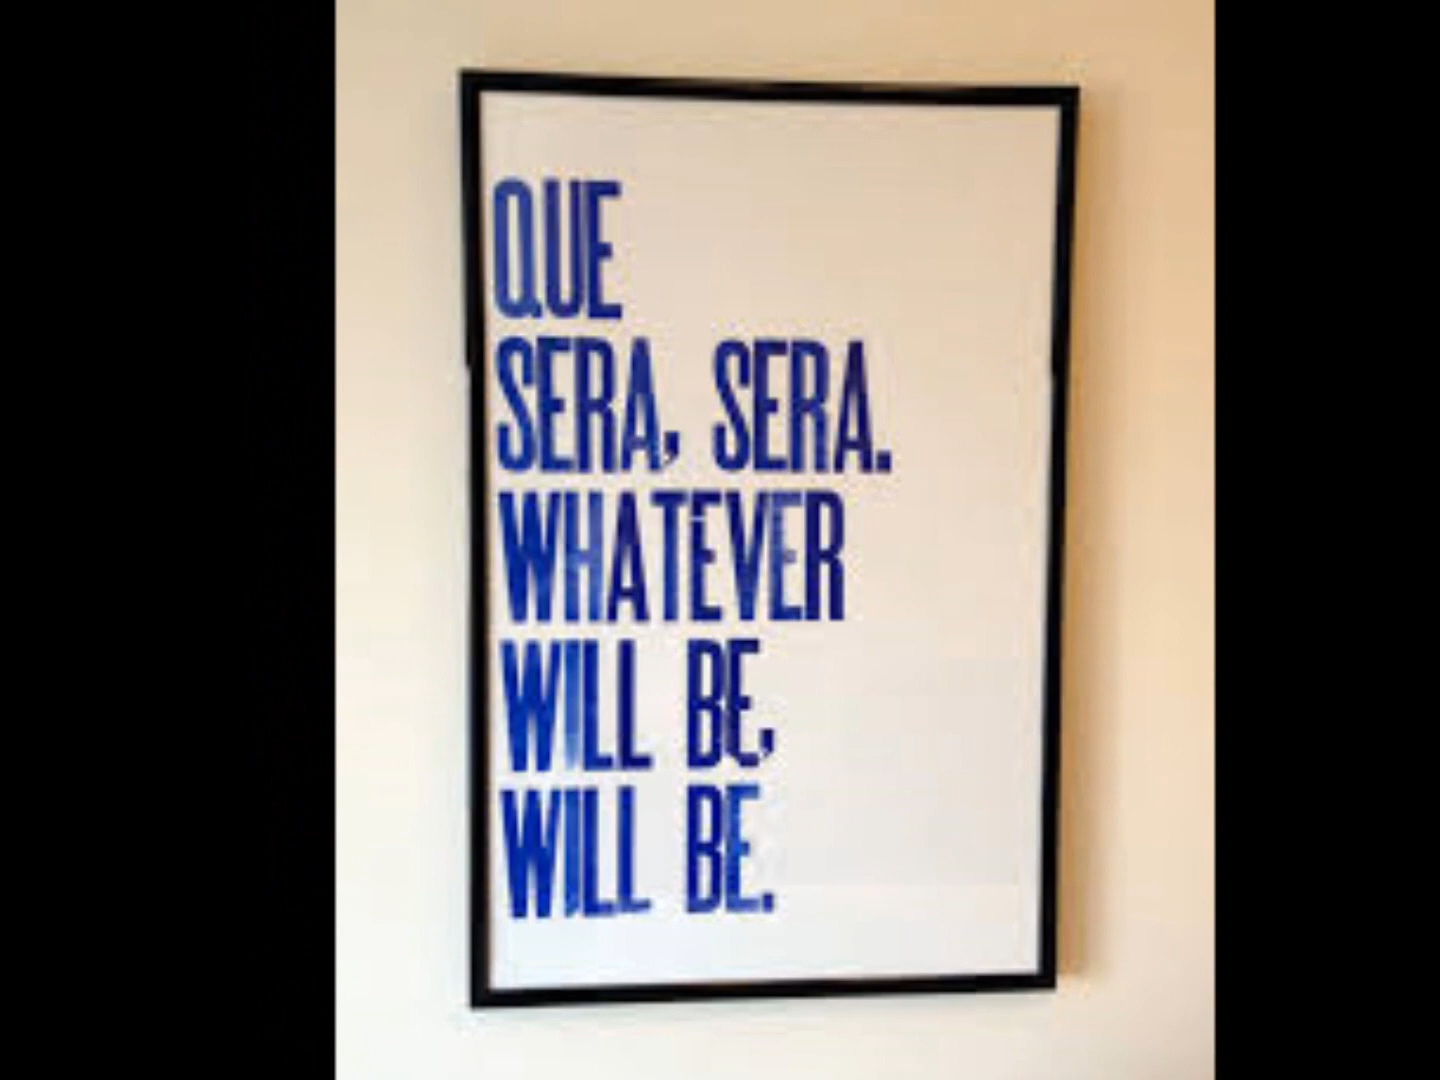 QUE
SERA, SERA.
WHATEVER
WILL BE,
WILL BE.